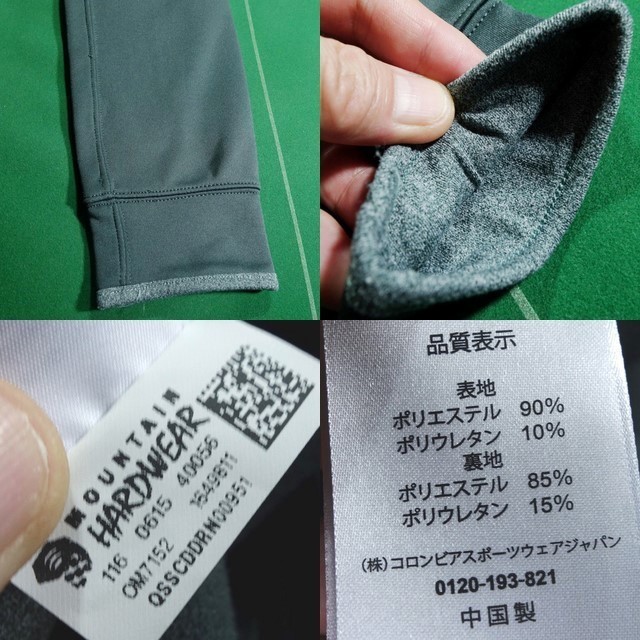 MOUNTAIN
HARDWEAR
116 0615 40656
OM7152 1649811
QSSCDDRN00951
品質表示
表地
ポリエステル 90%
ポリウレタン 10%
裏地
ポリエステル 85%
ポリウレタン 15%
(株)コロンビアスポーツウェアジャパン
0120-193-821
中国製